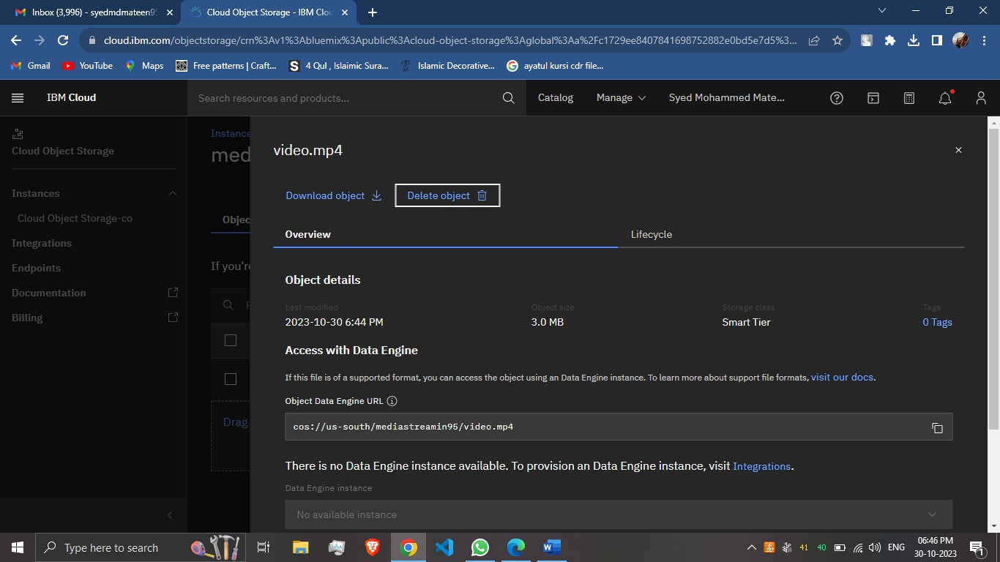 Inbox (3,996) - syedmdmateen95
Cloud Object Storage - IBM Clou
cloud.ibm.com/objectstorage/crn%3Av1%3Abluemix%3Apublic%3Acloud-object-storage%3Aglobal%3Aa%2Fc1729ee8407841698752882e0bd5e7d5%3...
Gmail YouTube Maps Free patterns | Craft... 4 Qul , Islaimic Sura... Islamic Decorative... ayatul kursi cdr file...
IBM Cloud Search resources and products... Catalog Manage Syed Mohammed Mate...
Cloud Object Storage
Instances
Cloud Object Storage-co
Integrations
Endpoints
Documentation
Billing
Instance
med
Objec
If you're
Drag
video.mp4
Download object Delete object
Overview Lifecycle
Object details
Last modified Object size Storage class Tags
2023-10-30 6:44 PM 3.0 MB Smart Tier 0 Tags
Access with Data Engine
If this file is of a supported format, you can access the object using an Data Engine instance. To learn more about support file formats, visit our docs.
Object Data Engine URL
cos://us-south/mediastreamin95/video.mp4
There is no Data Engine instance available. To provision an Data Engine instance, visit Integrations.
Data Engine instance
No available instance
Type here to search
41 40 ENG 06:46 PM
30-10-2023
1